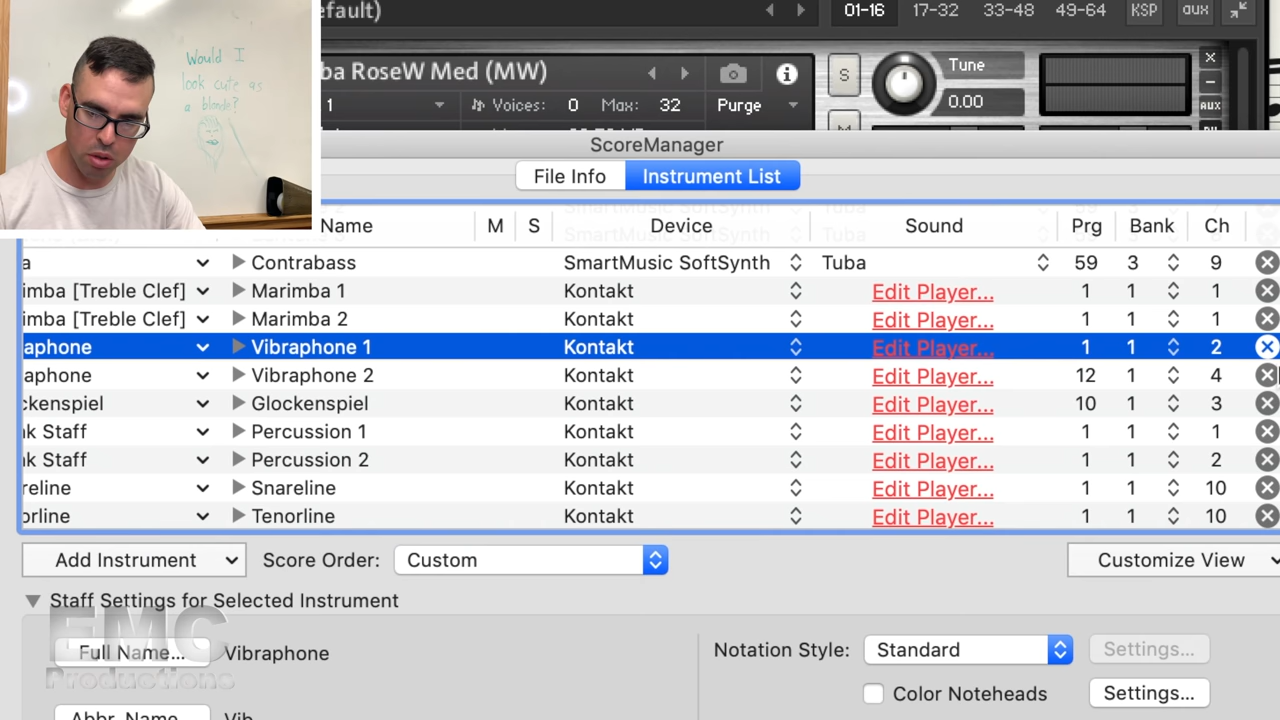 efault)
01-16 17-32 33-48 49-64 KSP aux
Would I
look cute as
a blonde?
ba RoseW Med (MW)
S
Tune
0.00
AUX
1 Voices: 0 Max: 32 Purge
ScoreManager
File Info Instrument List
Name M S Device Sound Prg Bank Ch
a Contrabass SmartMusic SoftSynth Tuba 59 3 9
imba [Treble Clef] Marimba 1 Kontakt Edit Player... 1 1 1
imba [Treble Clef] Marimba 2 Kontakt Edit Player... 1 1 1
aphone Vibraphone 1 Kontakt Edit Player... 1 1 2
aphone Vibraphone 2 Kontakt Edit Player... 12 1 4
ckenspiel Glockenspiel Kontakt Edit Player... 10 1 3
k Staff Percussion 1 Kontakt Edit Player... 1 1 1
k Staff Percussion 2 Kontakt Edit Player... 1 1 2
reline Snareline Kontakt Edit Player... 1 1 10
orline Tenorline Kontakt Edit Player... 1 1 10
Add Instrument Score Order: Custom Customize View
Staff Settings for Selected Instrument
EMC
Productions
Full Name... Vibraphone
Notation Style: Standard Settings...
Color Noteheads Settings...
Abbr. Name... Vib